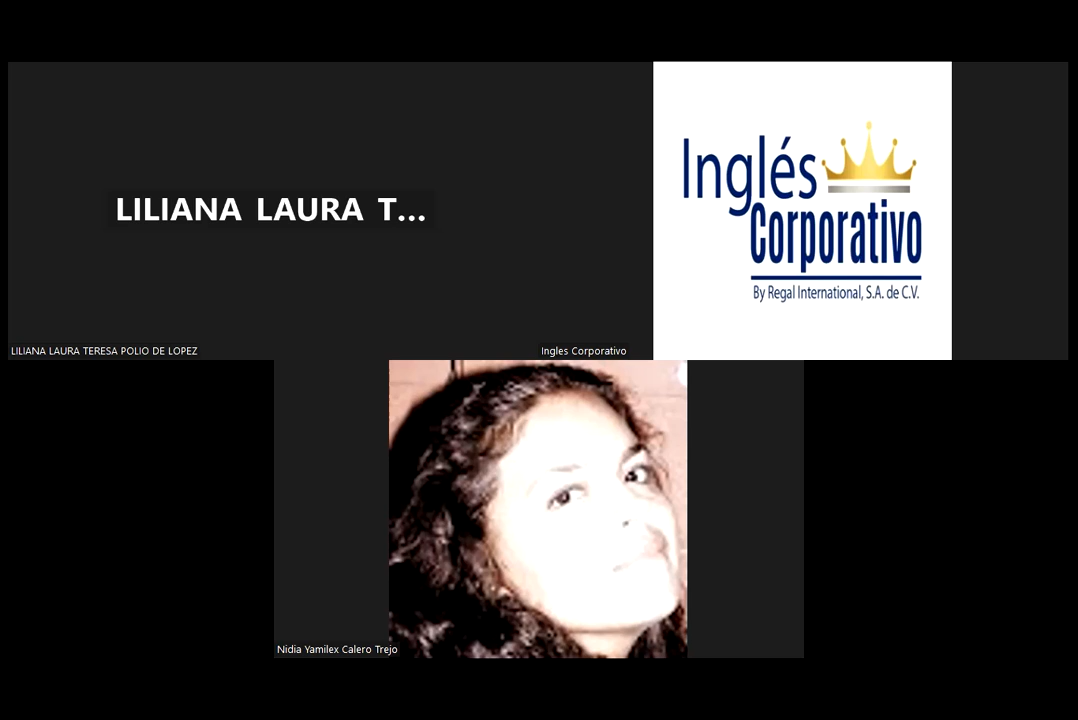 LILIANA LAURA T...
Inglés
Corporativo
By Regal International, S.A. de C.V.
LILIANA LAURA TERESA POLIO DE LOPEZ
Ingles Corporativo
Nidia Yamilex Calero Trejo